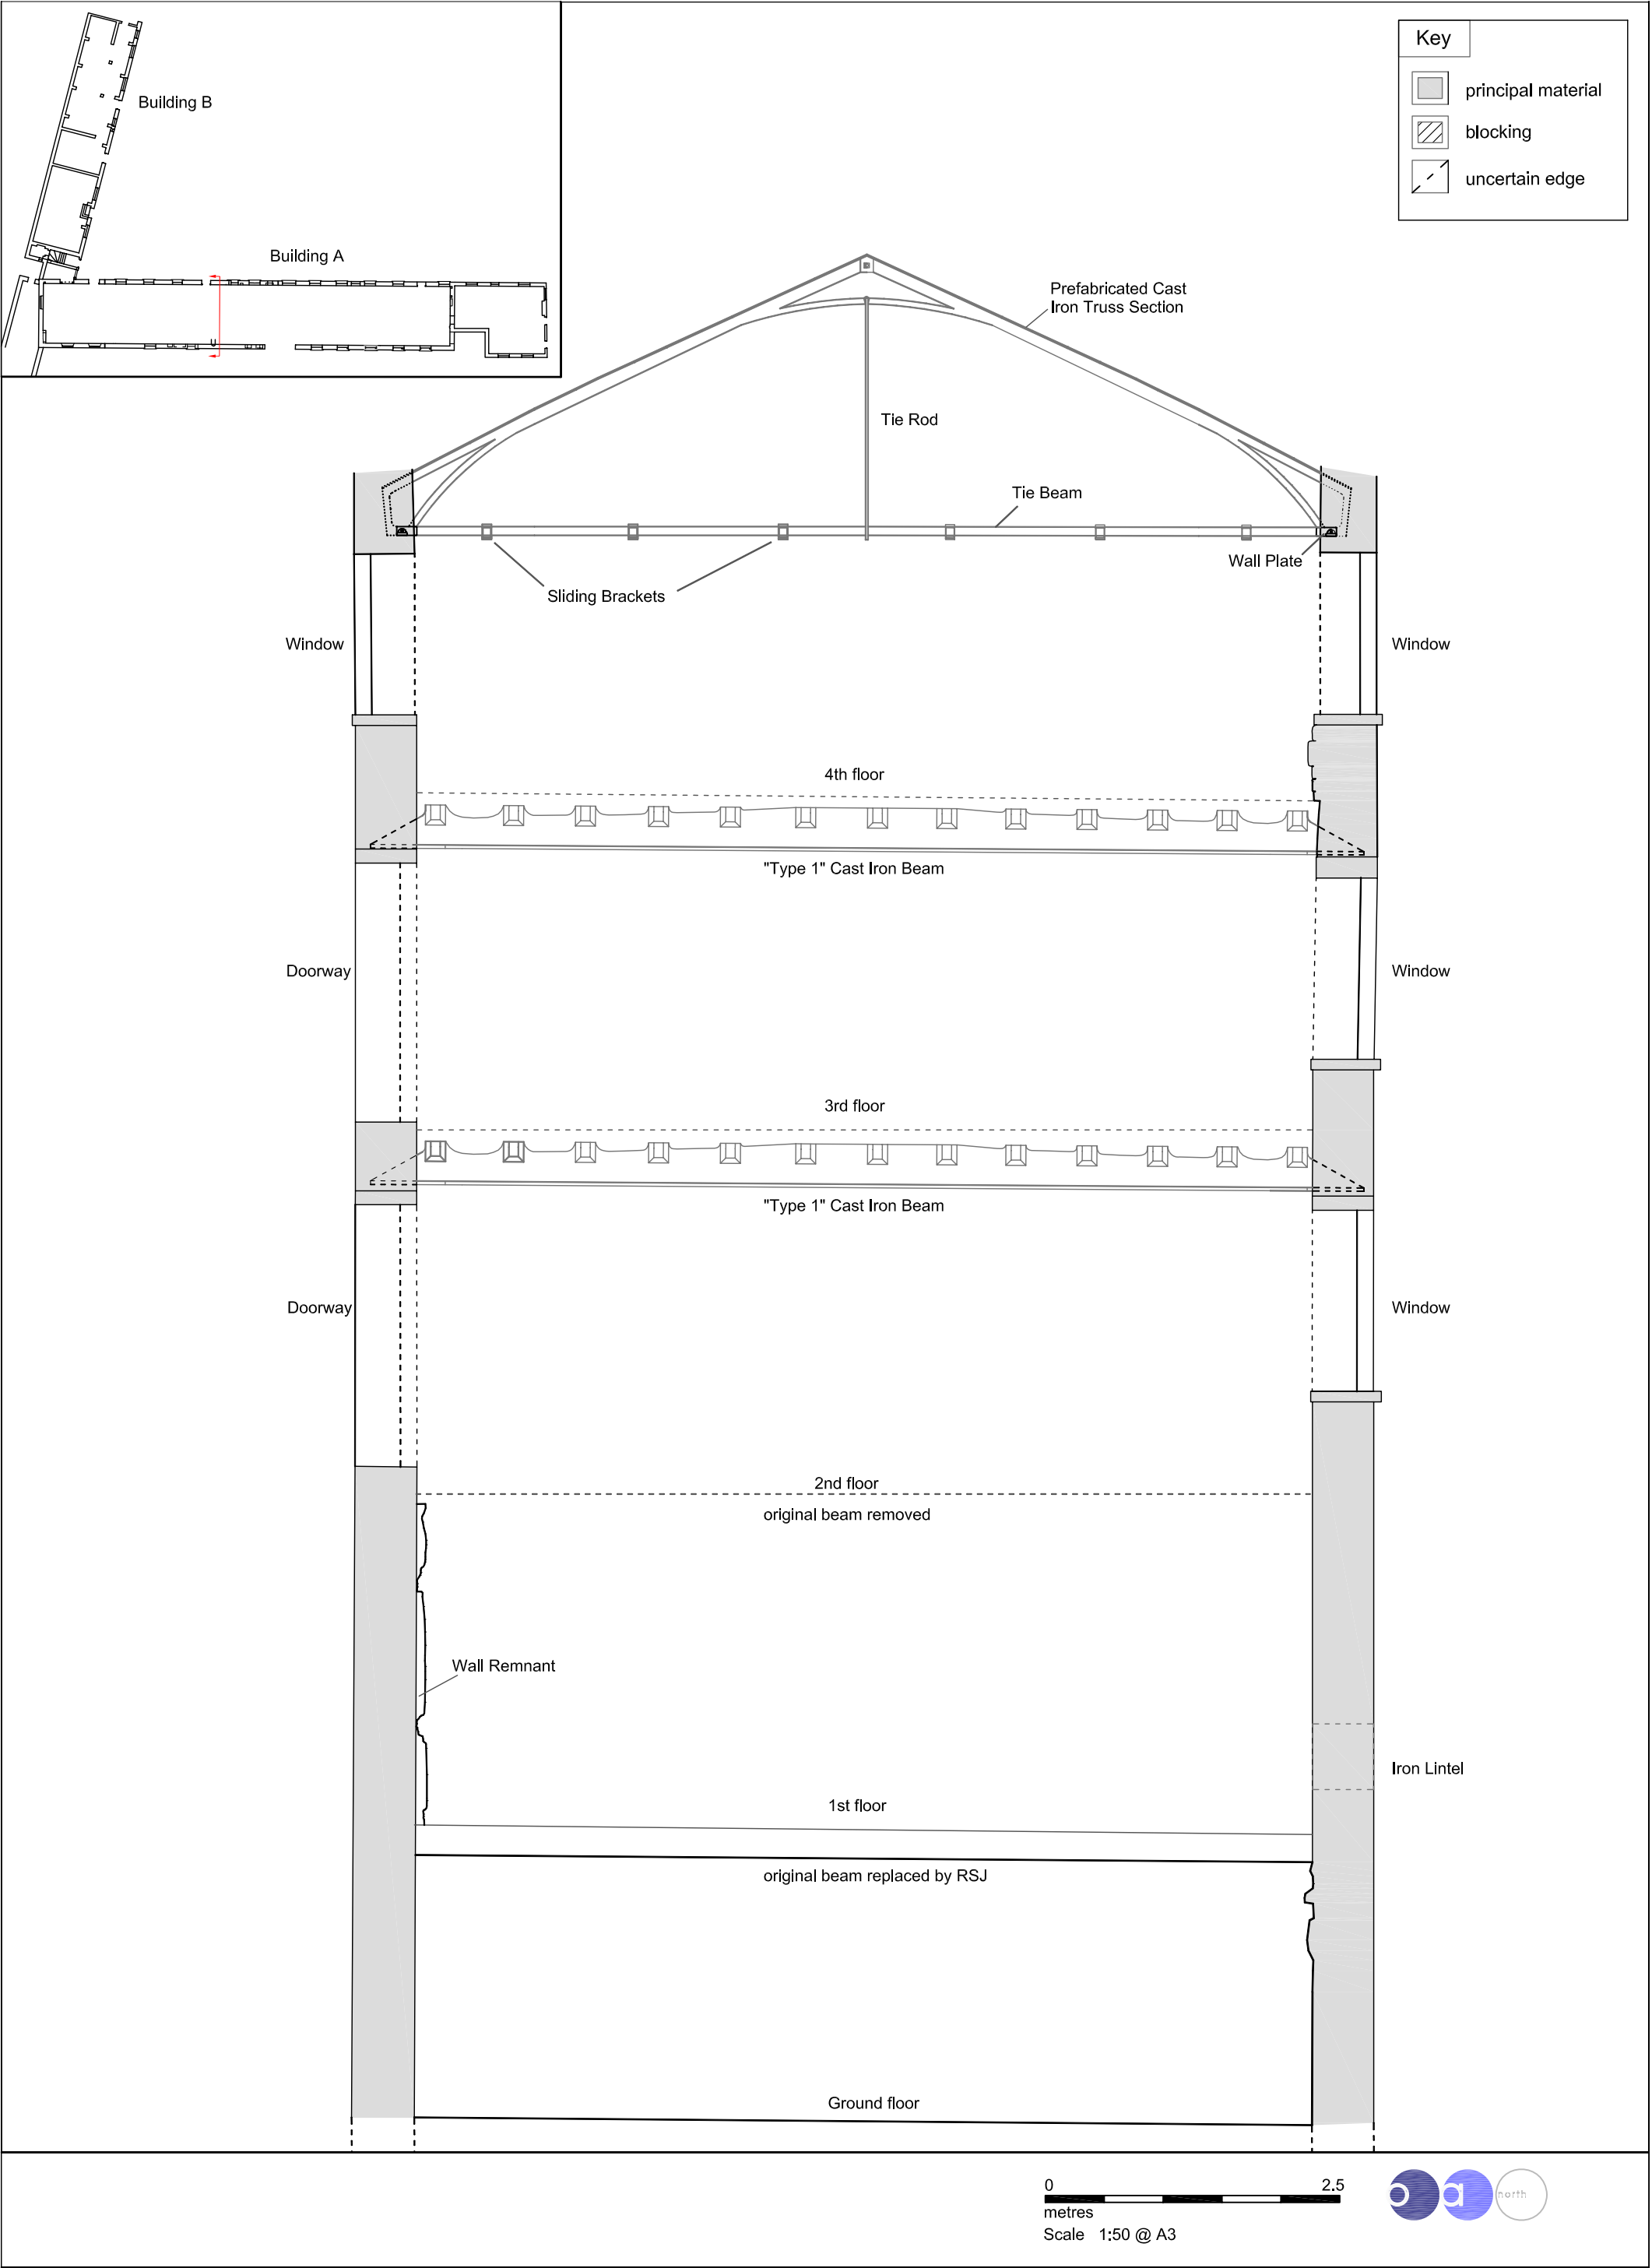 Building B
Building A
Key
principal material
blocking
uncertain edge
Prefabricated Cast
Iron Truss Section
Tie Rod
Tie Beam
Wall Plate
Sliding Brackets
Window
Window
4th floor
"Type 1" Cast Iron Beam
Doorway
Window
3rd floor
"Type 1" Cast Iron Beam
Doorway
Window
2nd floor
original beam removed
Wall Remnant
Iron Lintel
1st floor
original beam replaced by RSJ
Ground floor
0 2.5
metres
Scale 1:50 @ A3
oa north